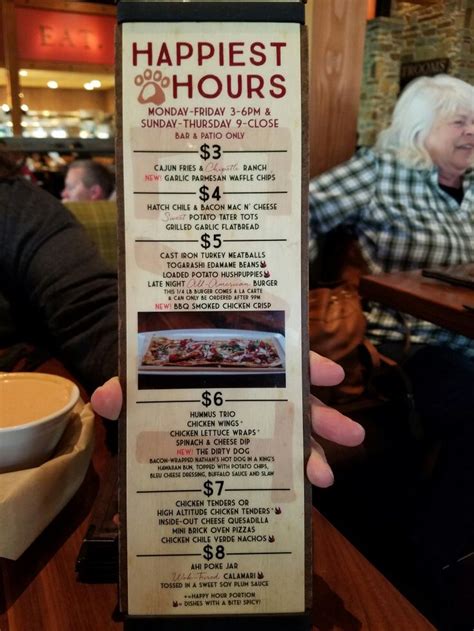 EAT.
HAPPIEST
HOURS
MONDAY-FRIDAY 3-6PM &
SUNDAY-THURSDAY 9-CLOSE
BAR & PATIO ONLY
$3
CAJUN FRIES & Chipotle RANCH
NEW! GARLIC PARMESAN WAFFLE CHIPS
$4
HATCH CHILE & BACON MAC N' CHEESE
Sweet POTATO TATER TOTS
GRILLED GARLIC FLATBREAD
$5
CAST IRON TURKEY MEATBALLS
TOGARASHI EDAMAME BEANS
LOADED POTATO HUSHPUPPIES
LATE NIGHT All-American BURGER
THIS 1/4 LB BURGER COMES A LA CARTE
& CAN ONLY BE ORDERED AFTER 9PM
NEW! BBQ SMOKED CHICKEN CRISP
$6
HUMMUS TRIO
CHICKEN WINGS*
CHICKEN LETTUCE WRAPS*
SPINACH & CHEESE DIP
NEW! THE DIRTY DOG
BACON-WRAPPED NATHAN'S HOT DOG IN A KING'S
HAWAIIAN BUN, TOPPED WITH POTATO CHIPS,
BLEU CHEESE DRESSING, BUFFALO SAUCE AND SLAW
$7
CHICKEN TENDERS OR
HIGH ALTITUDE CHICKEN TENDERS*
INSIDE-OUT CHEESE QUESADILLA
MINI BRICK OVEN PIZZAS
CHICKEN CHILE VERDE NACHOS
$8
AHI POKE JAR
Wok-Fired CALAMARI
TOSSED IN A SWEET SOY PLUM SAUCE
*=HAPPY HOUR PORTION
= DISHES WITH A BITE! SPICY!